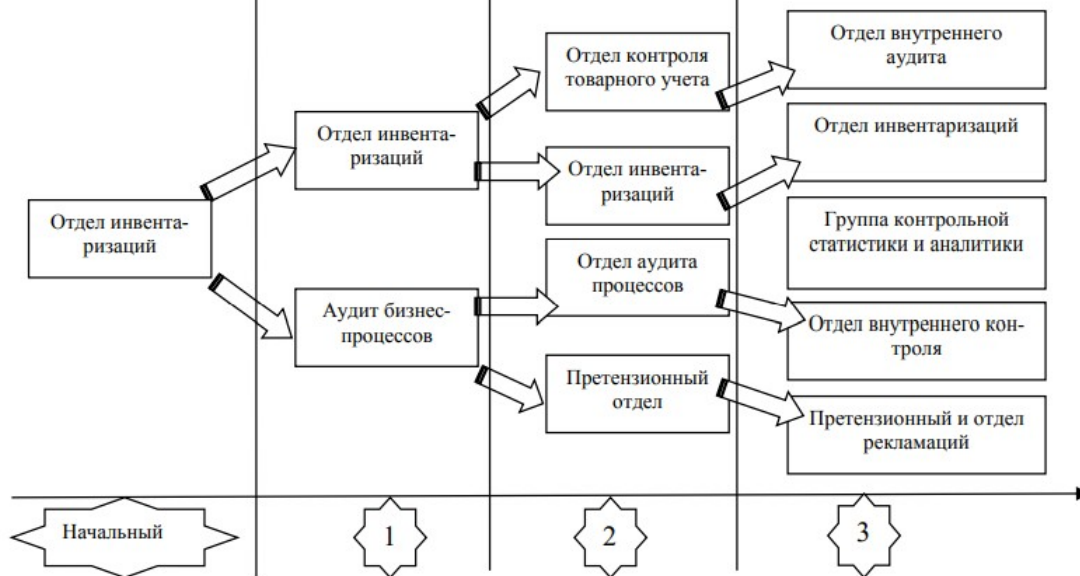 Отдел инвента-
ризаций
Отдел инвента-
ризаций
Аудит бизнес-
процессов
Отдел контроля
товарного учета
Отдел инвента-
ризаций
Отдел аудита
процессов
Претензионный
отдел
Отдел внутреннего
аудита
Отдел инвентаризаций
Группа контрольной
статистики и аналитики
Отдел внутреннего кон-
троля
Претензионный и отдел
рекламаций
Начальный
1
2
3